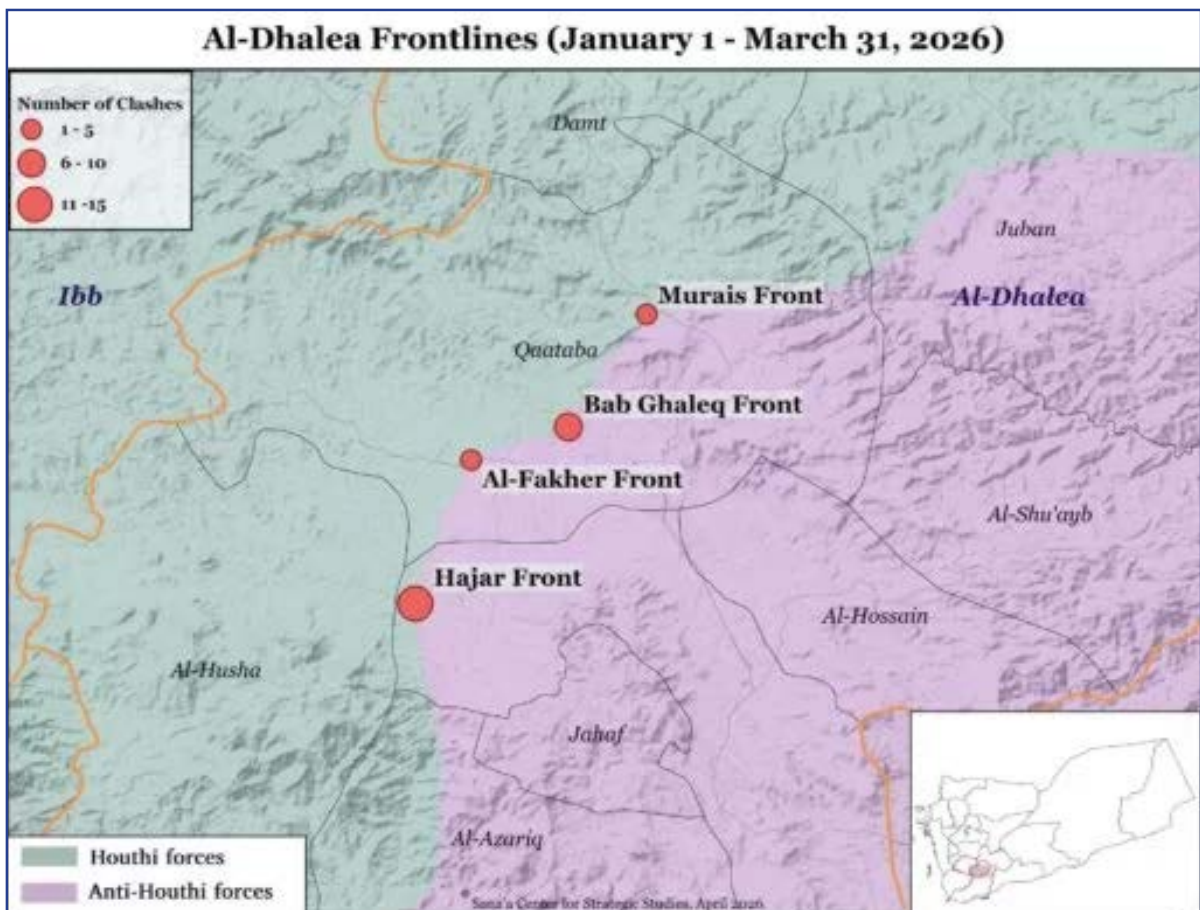 Al-Dhalea Frontlines (January 1 - March 31, 2026)
Number of Clashes
1 - 5
6 - 10
11 -15
Damt
Juban
Ibb
Al-Dhalea
Murais Front
Qaataba
Bab Ghaleq Front
Al-Fakher Front
Al-Shu'ayb
Hajar Front
Al-Hossain
Al-Husha
Jahaf
Al-Azariq
Houthi forces
Anti-Houthi forces
Sana'a Center for Strategic Studies, April 2026